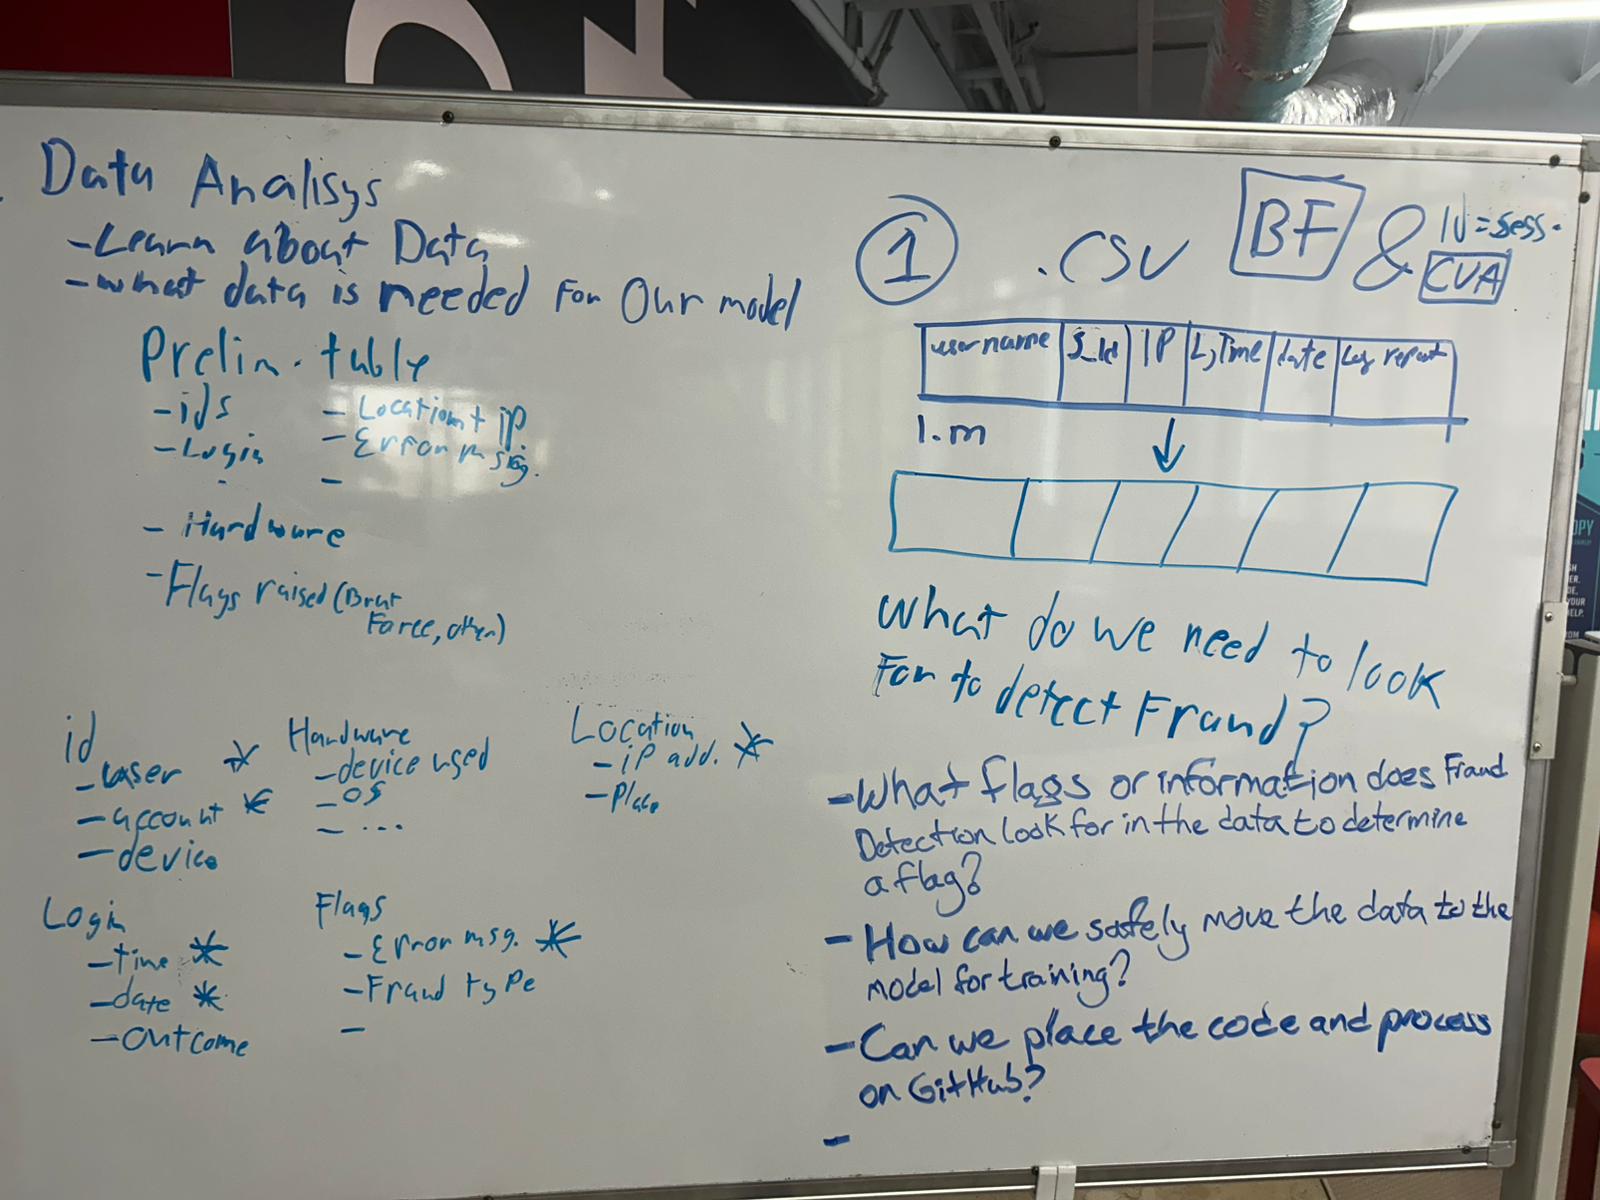 Data Analisys
- Learn about Data
- what data is needed For Our model
Prelim. table
- ids
- Login
- Location + iP.
- Error msg.
-
- Hardware
- Flags raised (Brut
Force, other)
id
- user *
- account *
- device
Hardware
- device used
- OS
- ...
Location
- iP add. *
- Place
Login
- time *
- date *
- outcome
Flags
- Error msg. *
- Fraud type
-
1 .CSV BF & ID = sess.
CVA
username S_Id IP L_Time date Log report
1.m
What do we need to look
For to detect Fraud?
- What flags or information does Fraud
Detection look for in the data to determine
a flag?
- How can we safely move the data to the
model for training?
- Can we place the code and process
on GitHub?
-